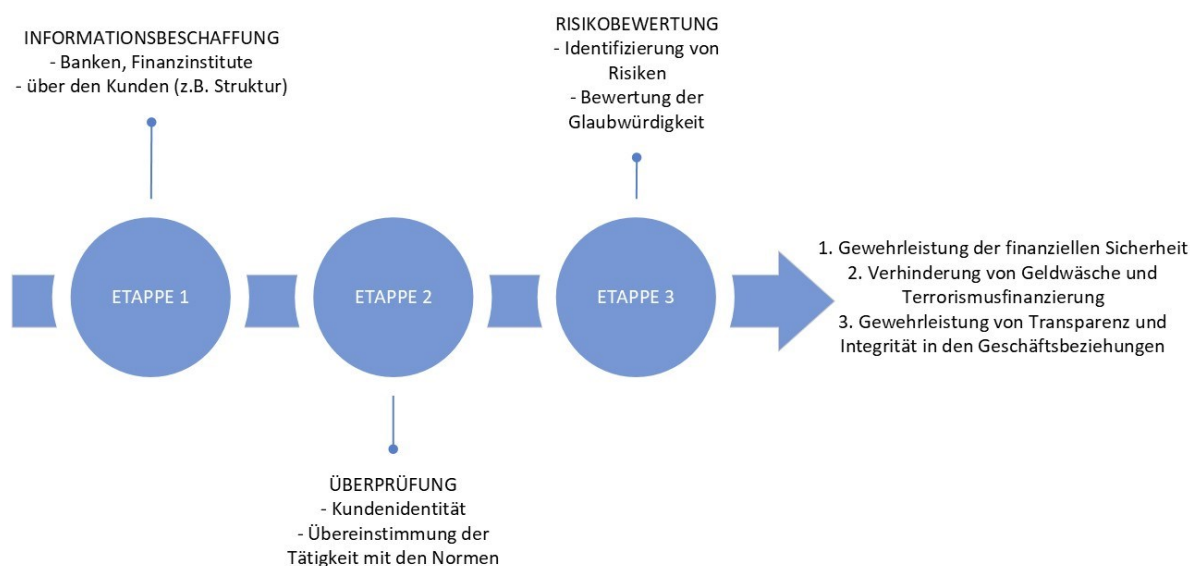 INFORMATIONSBESCHAFFUNG
- Banken, Finanzinstitute
- über den Kunden (z.B. Struktur)
RISIKOBEWERTUNG
- Identifizierung von
Risiken
- Bewertung der
Glaubwürdigkeit
ETAPPE 1
ETAPPE 2
ETAPPE 3
1. Gewehrleistung der finanziellen Sicherheit
2. Verhinderung von Geldwäsche und
Terrorismusfinanzierung
3. Gewehrleistung von Transparenz und
Integrität in den Geschäftsbeziehungen
ÜBERPRÜFUNG
- Kundenidentität
- Übereinstimmung der
Tätigkeit mit den Normen